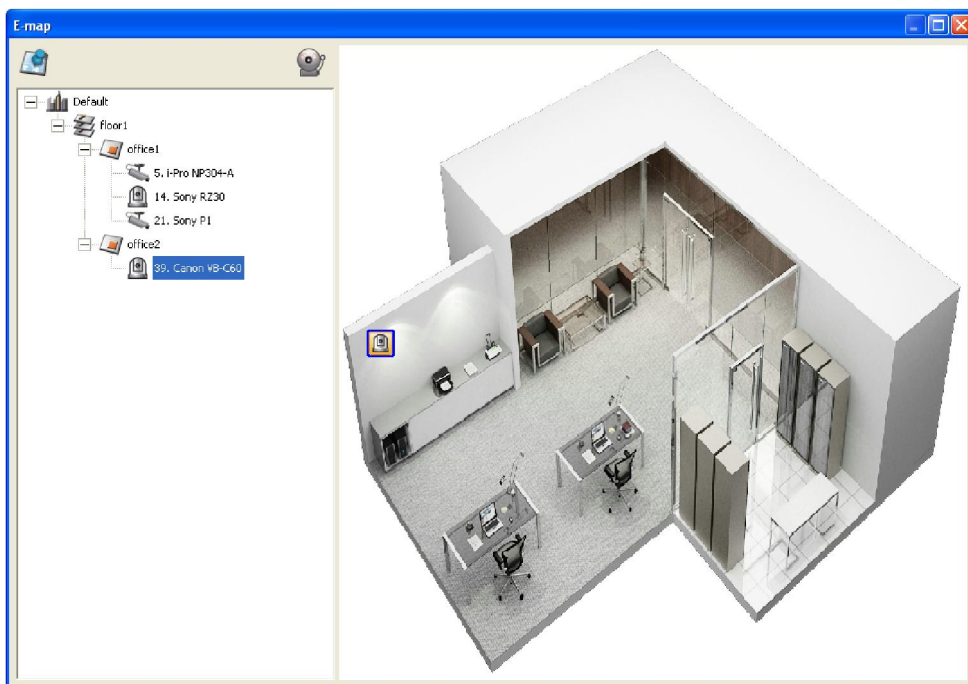 E-map
Default
floor1
office1
5. i-Pro NP304-A
14. Sony RZ30
21. Sony P1
office2
39. Canon VB-C60